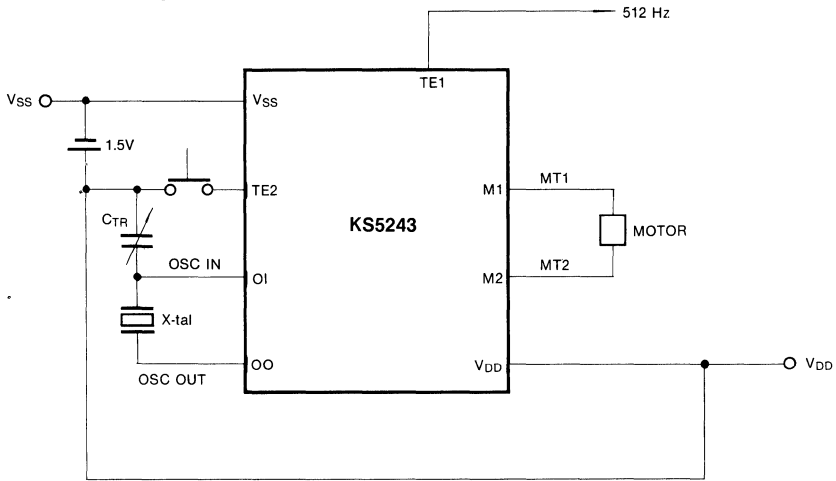 512 Hz
TE1
VSS
VSS
1.5V
TE2
M1
MT1
CTR
KS5243
MOTOR
OSC IN
OI
M2
MT2
X-tal
OSC OUT
OO
VDD
VDD